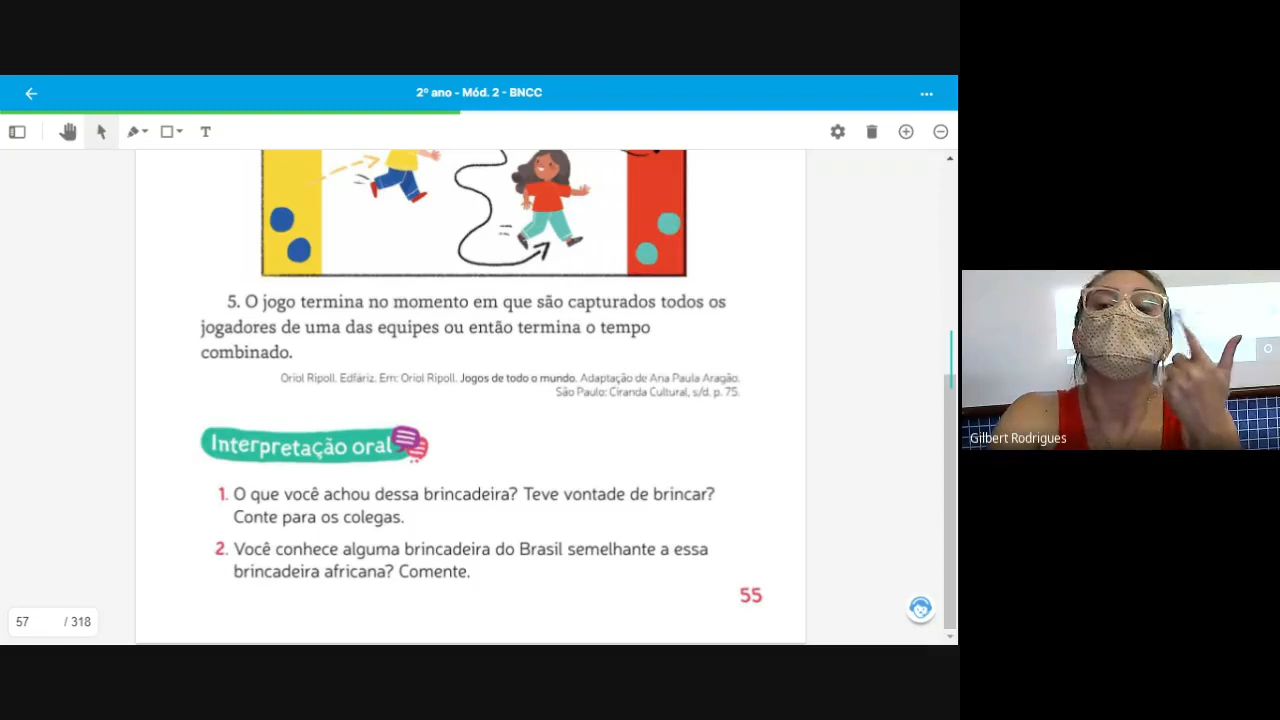 2º ano - Mód. 2 - BNCC
T
5. O jogo termina no momento em que são capturados todos os
jogadores de uma das equipes ou então termina o tempo
combinado.
Oriol Ripoll. Edfáriz. Em: Oriol Ripoll. Jogos de todo o mundo. Adaptação de Ana Paula Aragão.
São Paulo: Ciranda Cultural, s/d. p. 75.
Interpretação oral
1. O que você achou dessa brincadeira? Teve vontade de brincar?
Conte para os colegas.
2. Você conhece alguma brincadeira do Brasil semelhante a essa
brincadeira africana? Comente.
55
57 / 318
Gilbert Rodrigues